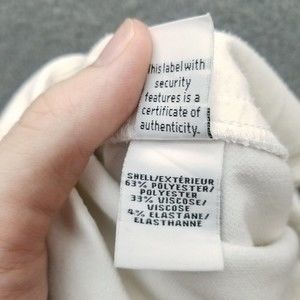 This label with
security
features is a
certificate of
authenticity.
SHELL/EXTÉRIEUR
63% POLYESTER/
POLYESTER
33% VISCOSE/
VISCOSE
4% ELASTANE/
ELASTHANNE